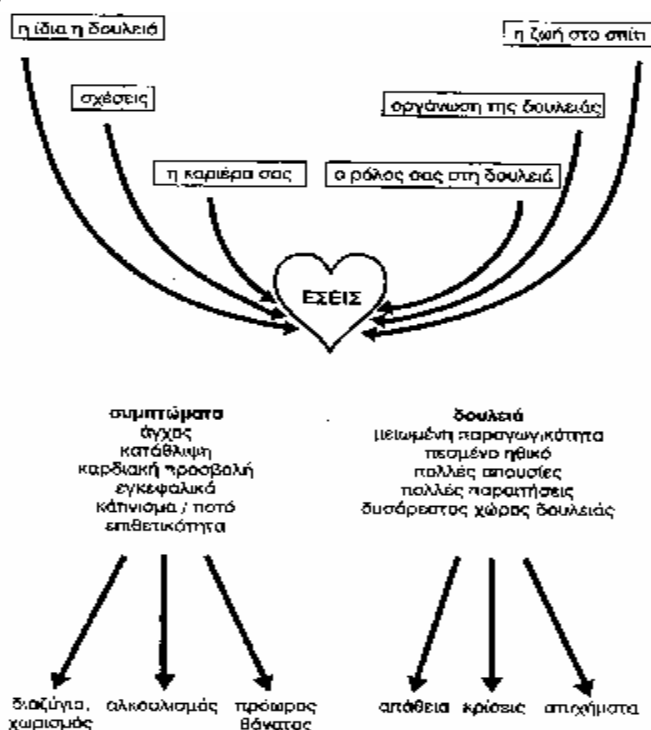 η ίδια η δουλειά
η ζωή στο σπίτι
σχέσεις
οργάνωση της δουλειάς
η καριέρα σας
ο ρόλος σας στη δουλειά
ΕΣΕΙΣ
συμπτώματα
άγχος
κατάθλιψη
καρδιακή προσβολή
εγκεφαλικά
κάπνισμα / ποτό
επιθετικότητα
δουλειά
μειωμένη παραγωγικότητα
πεσμένο ηθικό
πολλές απουσίες
πολλές παραιτήσεις
δυσάρεστος χώρος δουλειάς
διαζύγια,
χωρισμός
αλκοολισμός
πρόωρος
θάνατος
απάθεια
κρίσεις
ατυχήματα